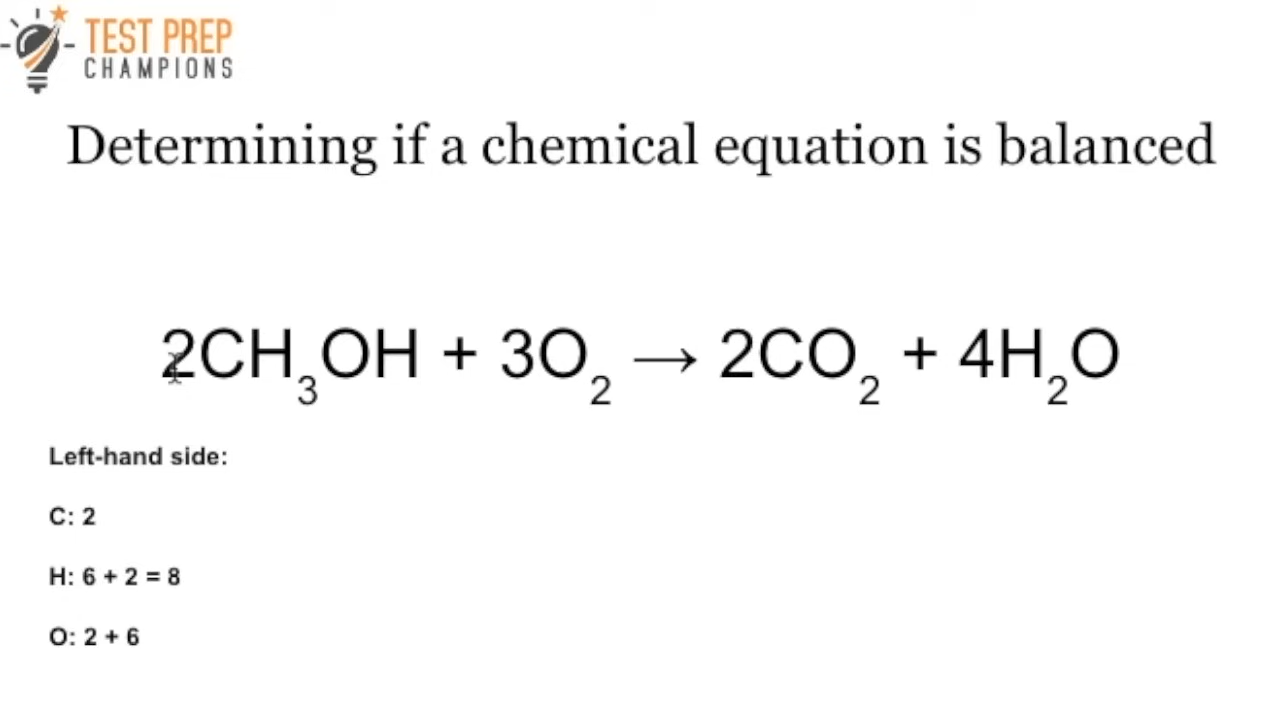 TEST PREP
CHAMPIONS
Determining if a chemical equation is balanced
2CH₃OH + 3O₂ → 2CO₂ + 4H₂O
Left-hand side:
C: 2
H: 6 + 2 = 8
O: 2 + 6